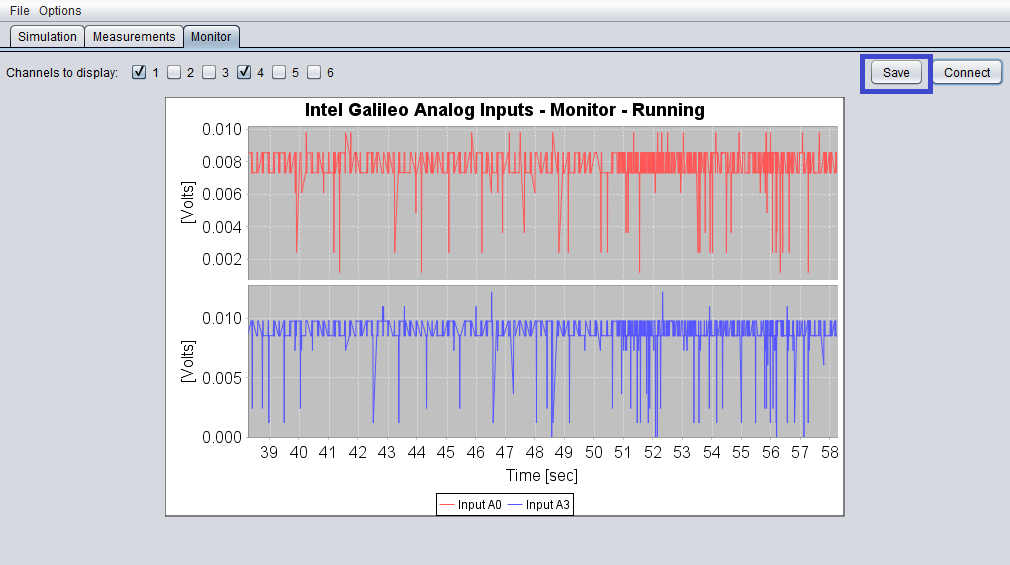 File Options
Simulation Measurements Monitor
Channels to display: 1 2 3 4 5 6 Save Connect
Intel Galileo Analog Inputs - Monitor - Running
0.010
0.008
0.006
0.004
0.002
[Volts]
0.010
0.005
0.000
[Volts]
39 40 41 42 43 44 45 46 47 48 49 50 51 52 53 54 55 56 57 58
Time [sec]
Input A0 Input A3